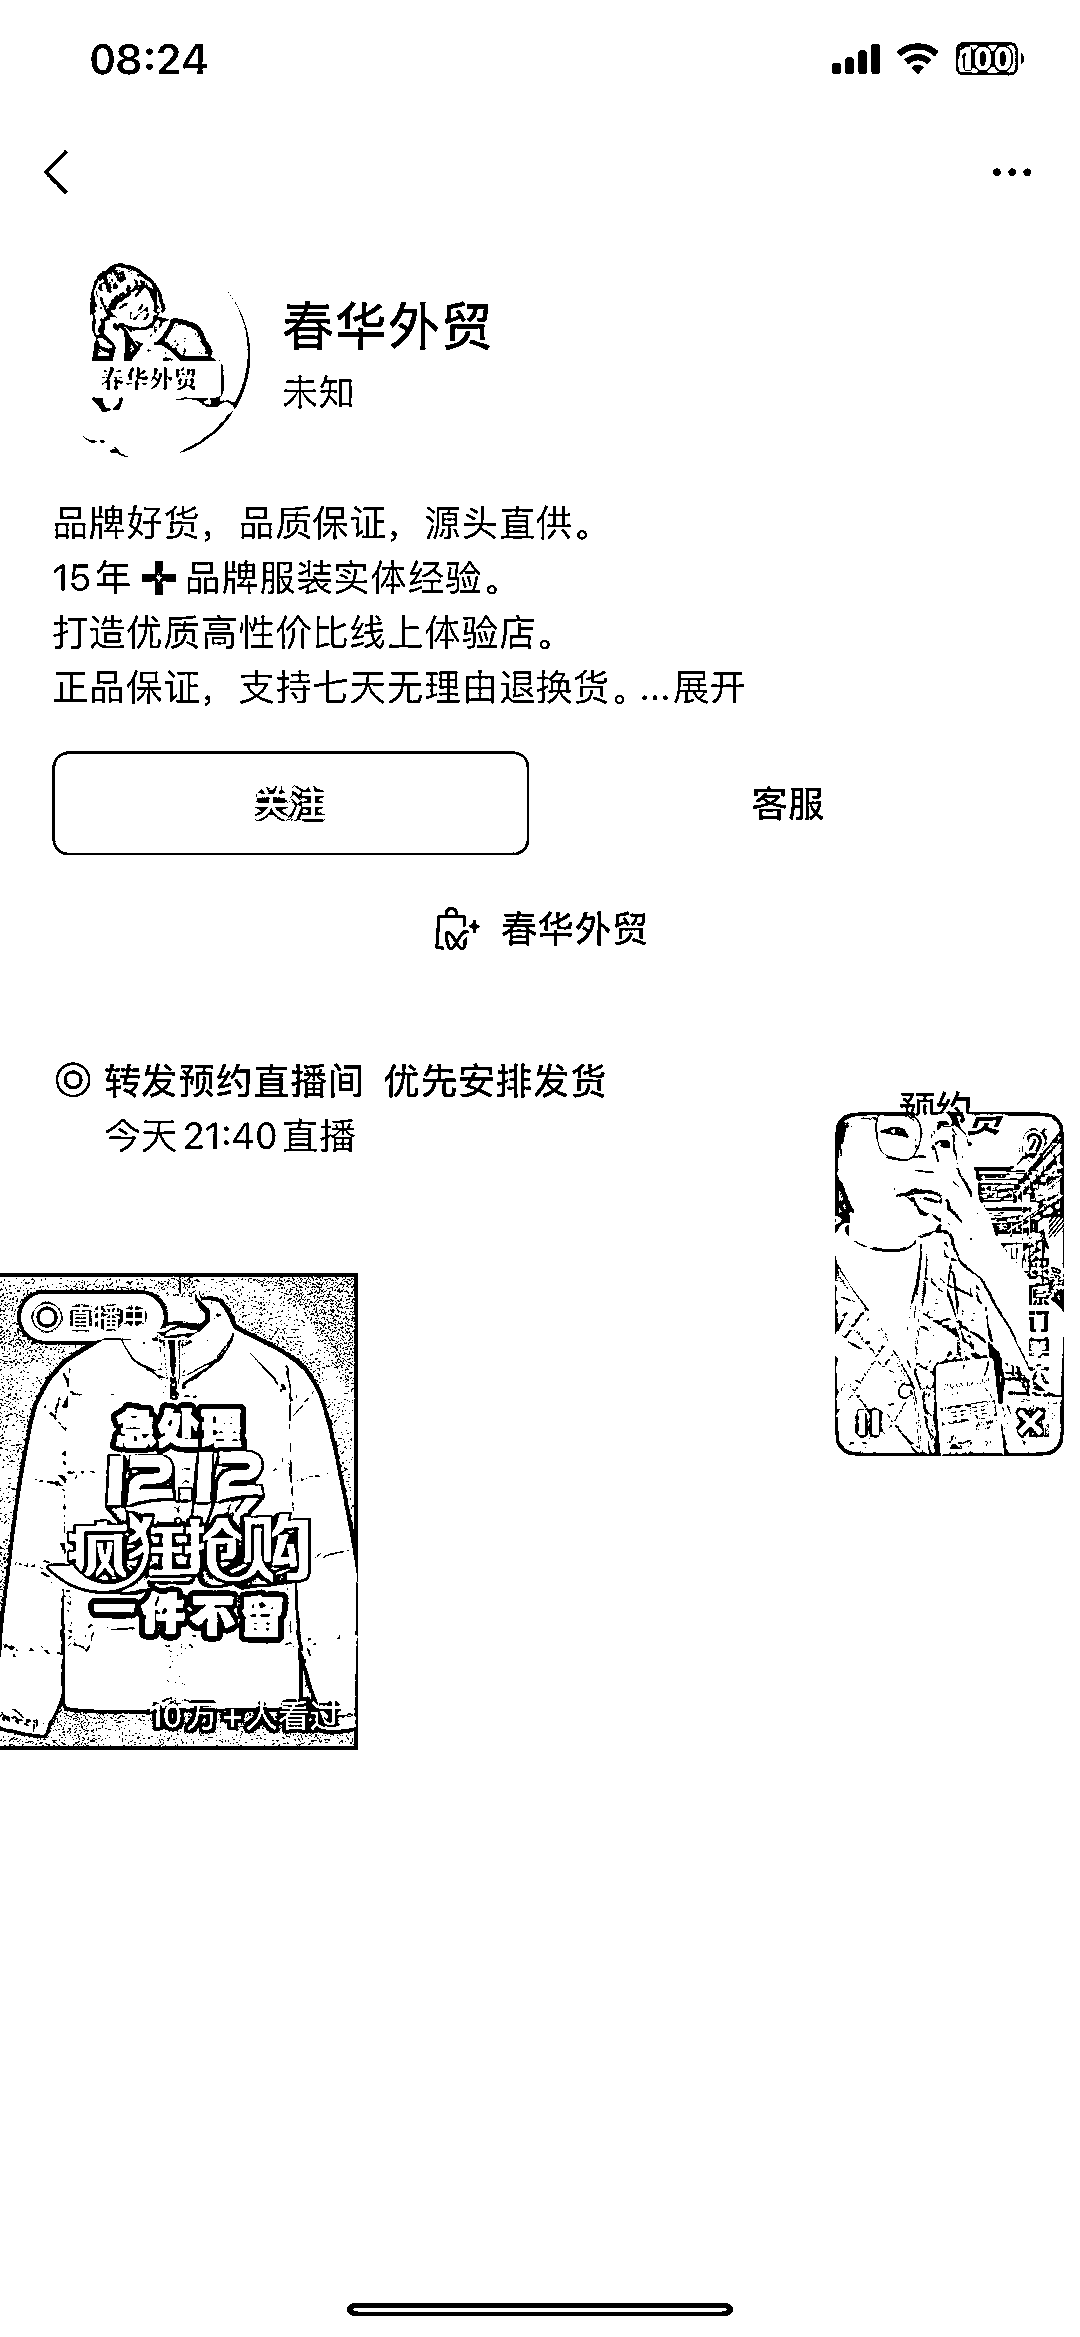 08:24
100
春华外贸
春华外贸
未知
品牌好货，品质保证，源头直供。
15年➕品牌服装实体经验。
打造优质高性价比线上体验店。
正品保证，支持七天无理由退换货。...展开
关注
客服
春华外贸
转发预约直播间 优先安排发货
今天21:40直播
预约
直播中
急处理
12.12
疯狂抢购
一件不留
10万+人看过